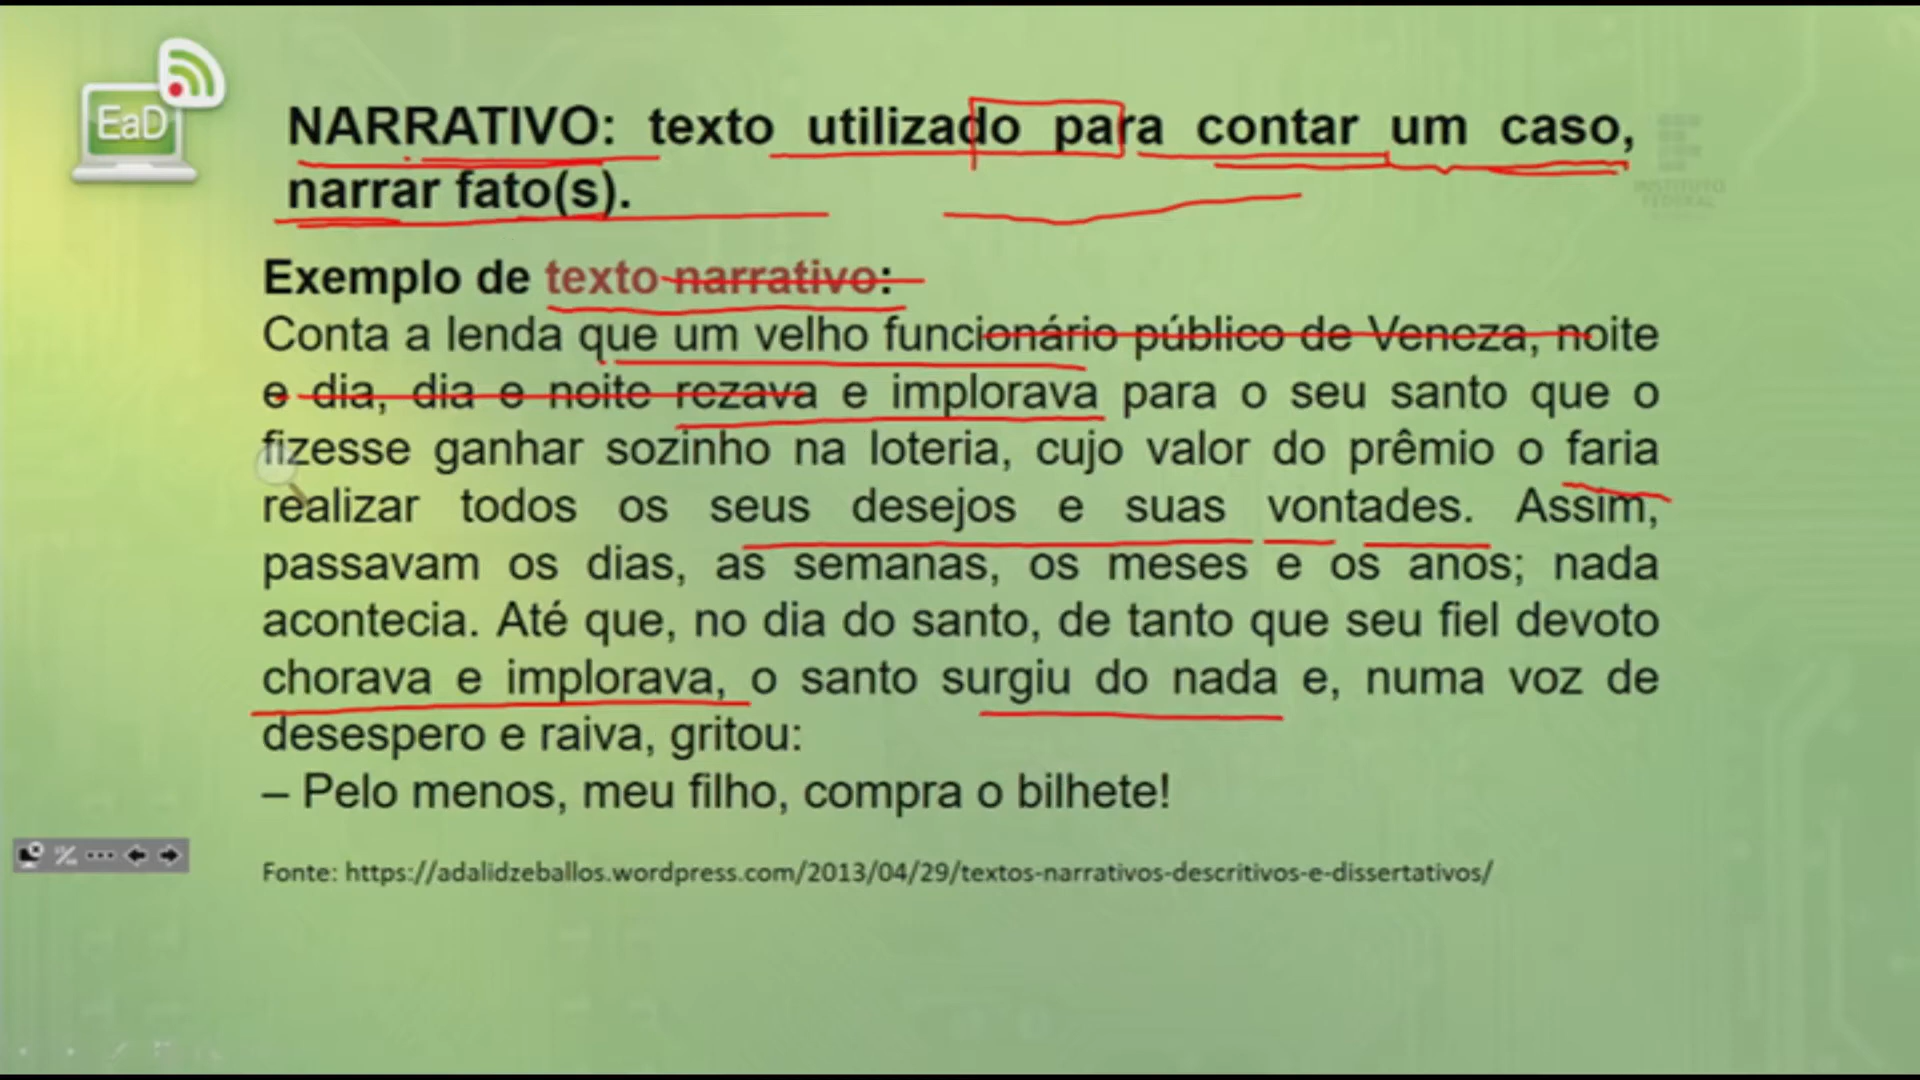 EaD
NARRATIVO: texto utilizado para contar um caso,
narrar fato(s).
INSTITUTO
FEDERAL
Exemplo de texto narrativo:
Conta a lenda que um velho funcionário público de Veneza, noite
e dia, dia e noite rezava e implorava para o seu santo que o
fizesse ganhar sozinho na loteria, cujo valor do prêmio o faria
realizar todos os seus desejos e suas vontades. Assim,
passavam os dias, as semanas, os meses e os anos; nada
acontecia. Até que, no dia do santo, de tanto que seu fiel devoto
chorava e implorava, o santo surgiu do nada e, numa voz de
desespero e raiva, gritou:
– Pelo menos, meu filho, compra o bilhete!
Fonte: https://adalidzeballos.wordpress.com/2013/04/29/textos-narrativos-descritivos-e-dissertativos/